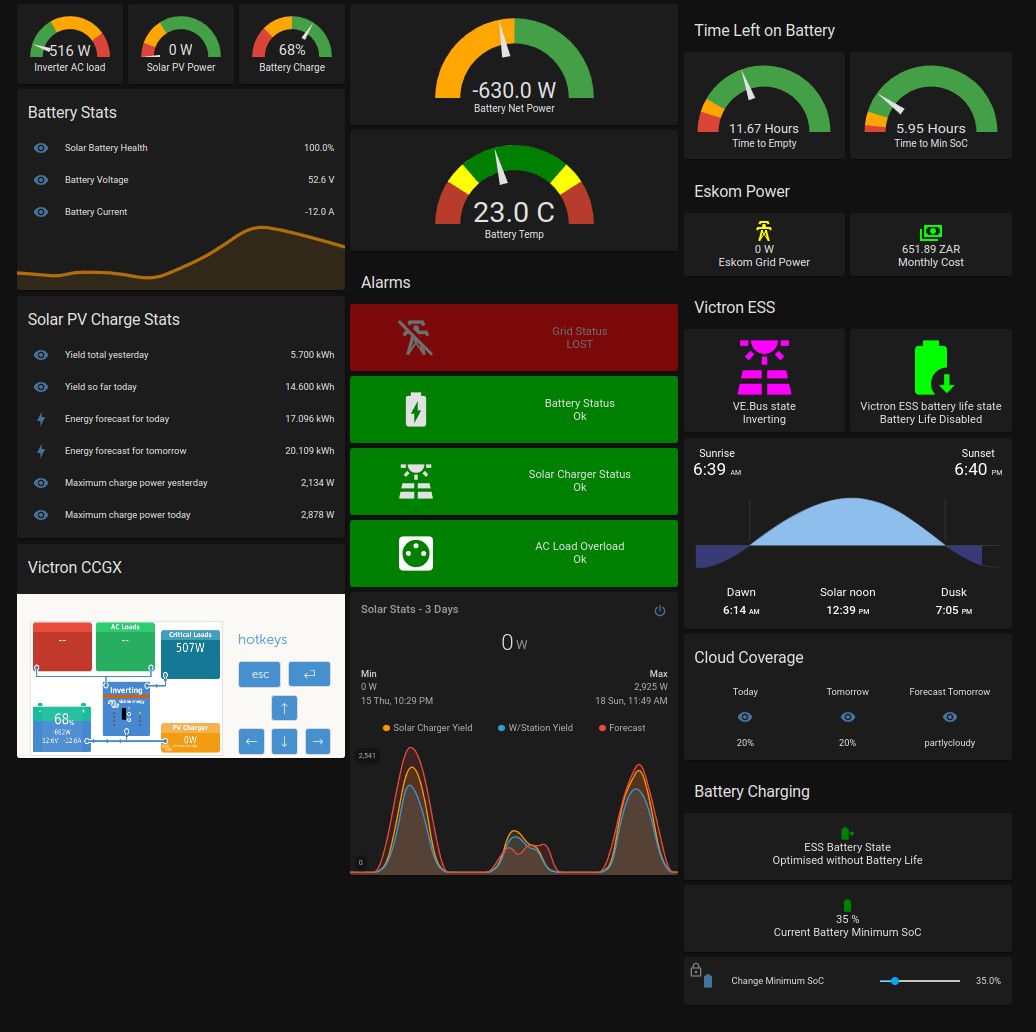 516 W
Inverter AC load
0 W
Solar PV Power
68%
Battery Charge
Battery Stats
Solar Battery Health 100.0%
Battery Voltage 52.6 V
Battery Current -12.0 A
Solar PV Charge Stats
Yield total yesterday 5.700 kWh
Yield so far today 14.600 kWh
Energy forecast for today 17.096 kWh
Energy forecast for tomorrow 20.109 kWh
Maximum charge power yesterday 2,134 W
Maximum charge power today 2,878 W
Victron CCGX
--
AC Loads
--
Critical Loads
507W
Inverting
68%
-662W
52.6V -12.6A
PV Charger
0W
hotkeys
esc
-630.0 W
Battery Net Power
23.0 C
Battery Temp
Alarms
Grid Status
LOST
Battery Status
Ok
Solar Charger Status
Ok
AC Load Overload
Ok
Solar Stats - 3 Days
0 W
Min Max
0 W 2,925 W
15 Thu, 10:29 PM 18 Sun, 11:49 AM
Solar Charger Yield W/Station Yield Forecast
2,541
0
Time Left on Battery
11.67 Hours
Time to Empty
5.95 Hours
Time to Min SoC
Eskom Power
0 W
Eskom Grid Power
651.89 ZAR
Monthly Cost
Victron ESS
VE.Bus state
Inverting
Victron ESS battery life state
Battery Life Disabled
Sunrise Sunset
6:39 AM 6:40 PM
Dawn Solar noon Dusk
6:14 AM 12:39 PM 7:05 PM
Cloud Coverage
Today Tomorrow Forecast Tomorrow
20% 20% partlycloudy
Battery Charging
ESS Battery State
Optimised without Battery Life
35 %
Current Battery Minimum SoC
Change Minimum SoC 35.0%